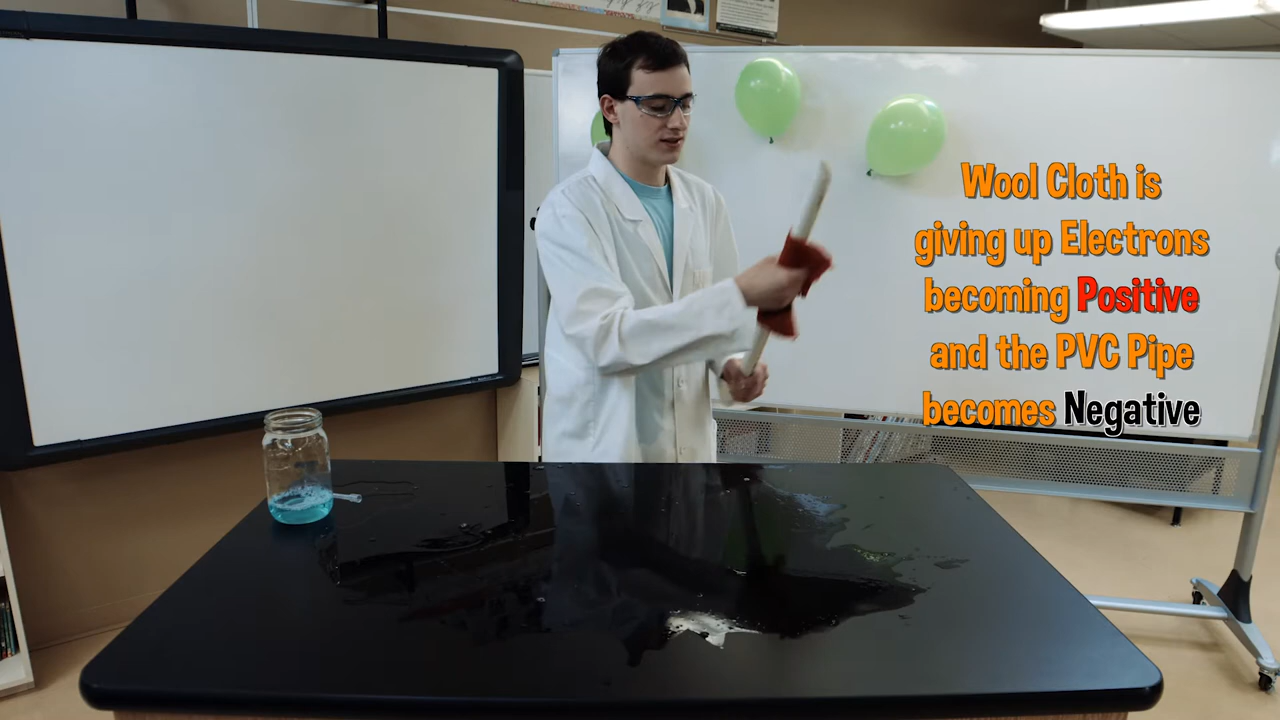 Wool Cloth is
giving up Electrons
becoming Positive
and the PVC Pipe
becomes Negative